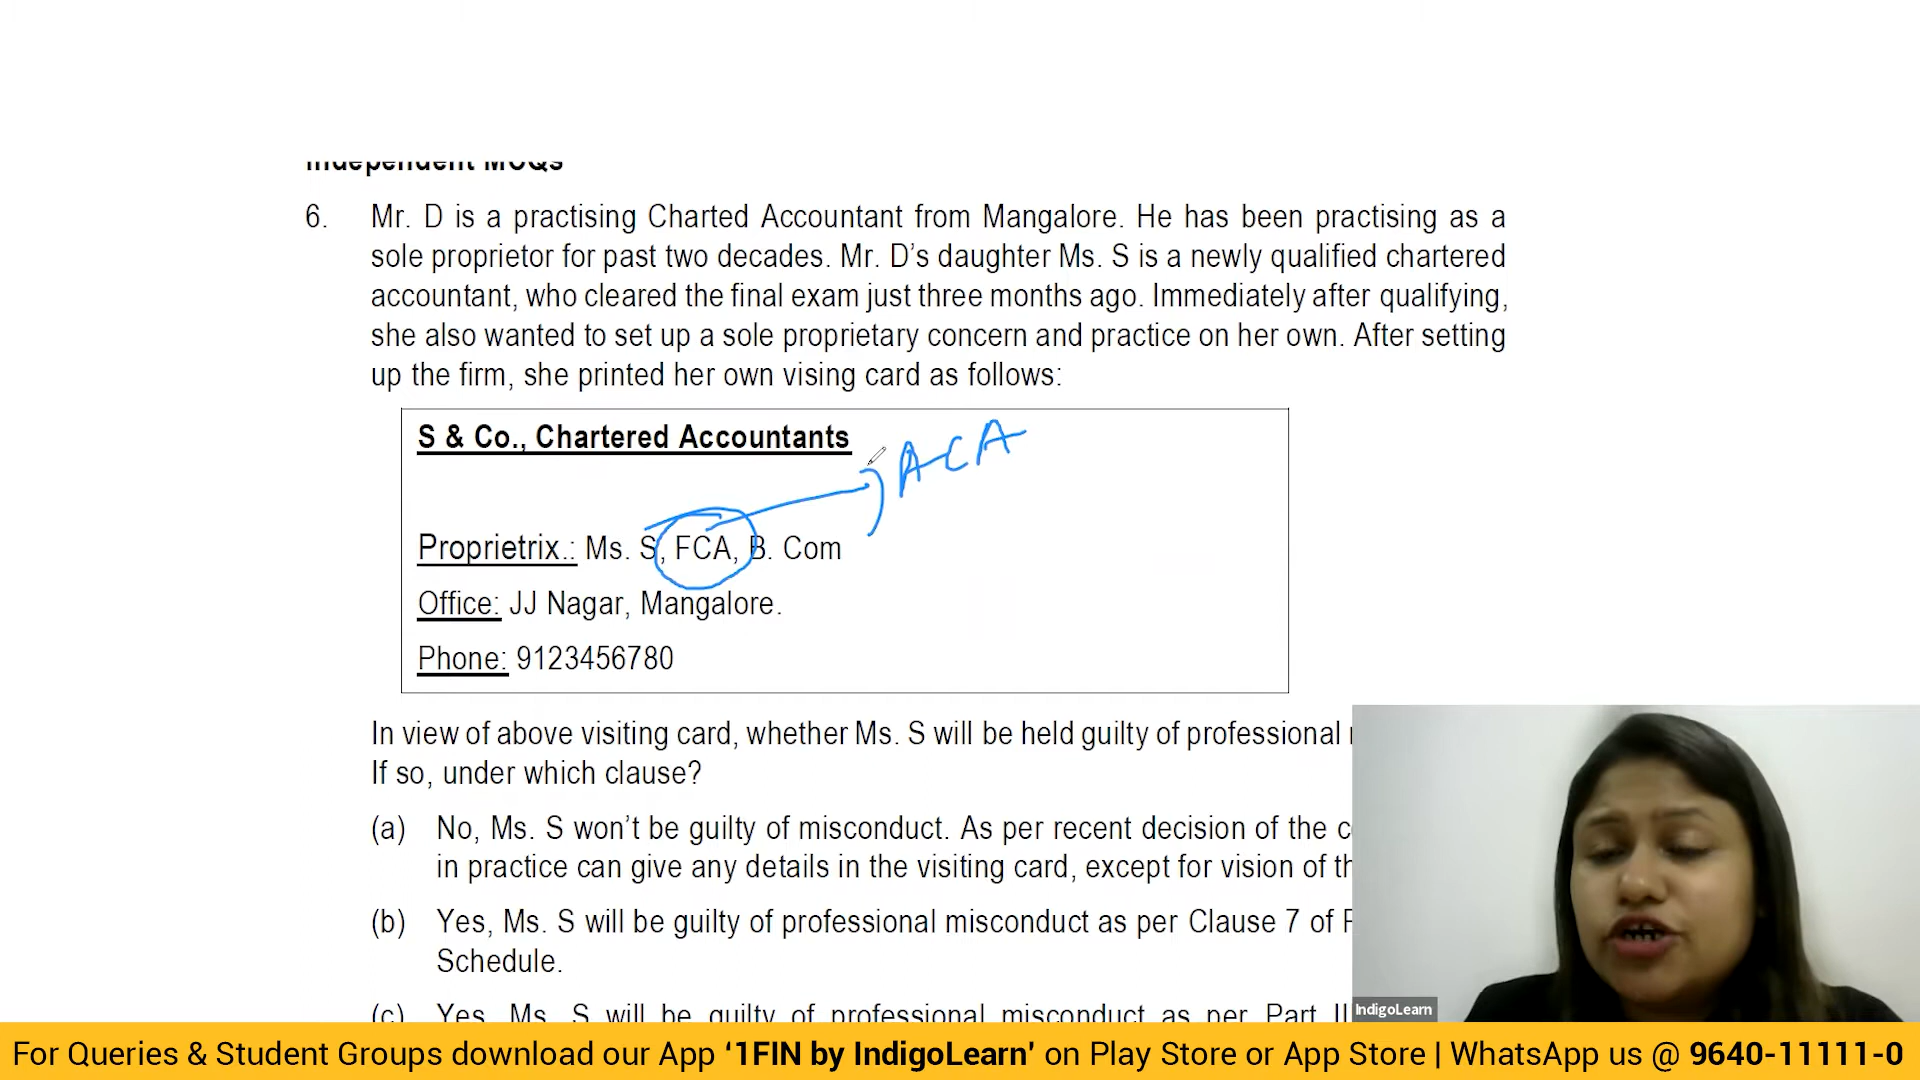 Independent MCQs
6. Mr. D is a practising Charted Accountant from Mangalore. He has been practising as a
sole proprietor for past two decades. Mr. D's daughter Ms. S is a newly qualified chartered
accountant, who cleared the final exam just three months ago. Immediately after qualifying,
she also wanted to set up a sole proprietary concern and practice on her own. After setting
up the firm, she printed her own vising card as follows:
S & Co., Chartered Accountants
ACA
Proprietrix.: Ms. S, FCA, B. Com
Office: JJ Nagar, Mangalore.
Phone: 9123456780
In view of above visiting card, whether Ms. S will be held guilty of professional
If so, under which clause?
(a) No, Ms. S won't be guilty of misconduct. As per recent decision of the
in practice can give any details in the visiting card, except for vision of
(b) Yes, Ms. S will be guilty of professional misconduct as per Clause 7 of
Schedule.
(c) Yes, Ms. S will be guilty of professional misconduct as per Part II
IndigoLearn
For Queries & Student Groups download our App '1FIN by IndigoLearn' on Play Store or App Store | WhatsApp us @ 9640-11111-0